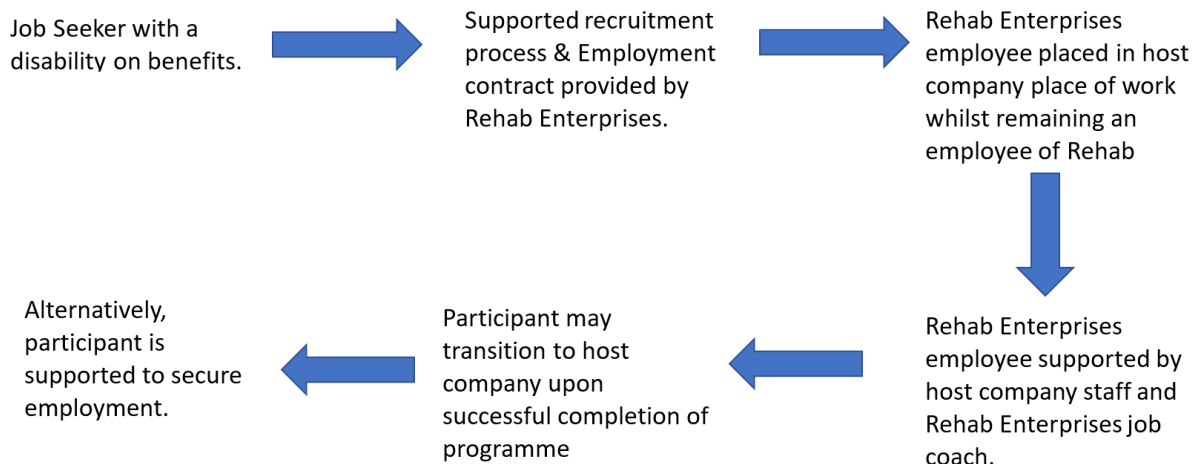 Job Seeker with a
disability on benefits.
Supported recruitment
process & Employment
contract provided by
Rehab Enterprises.
Rehab Enterprises
employee placed in host
company place of work
whilst remaining an
employee of Rehab
Rehab Enterprises
employee supported by
host company staff and
Rehab Enterprises job
coach.
Participant may
transition to host
company upon
successful completion of
programme
Alternatively,
participant is
supported to secure
employment.